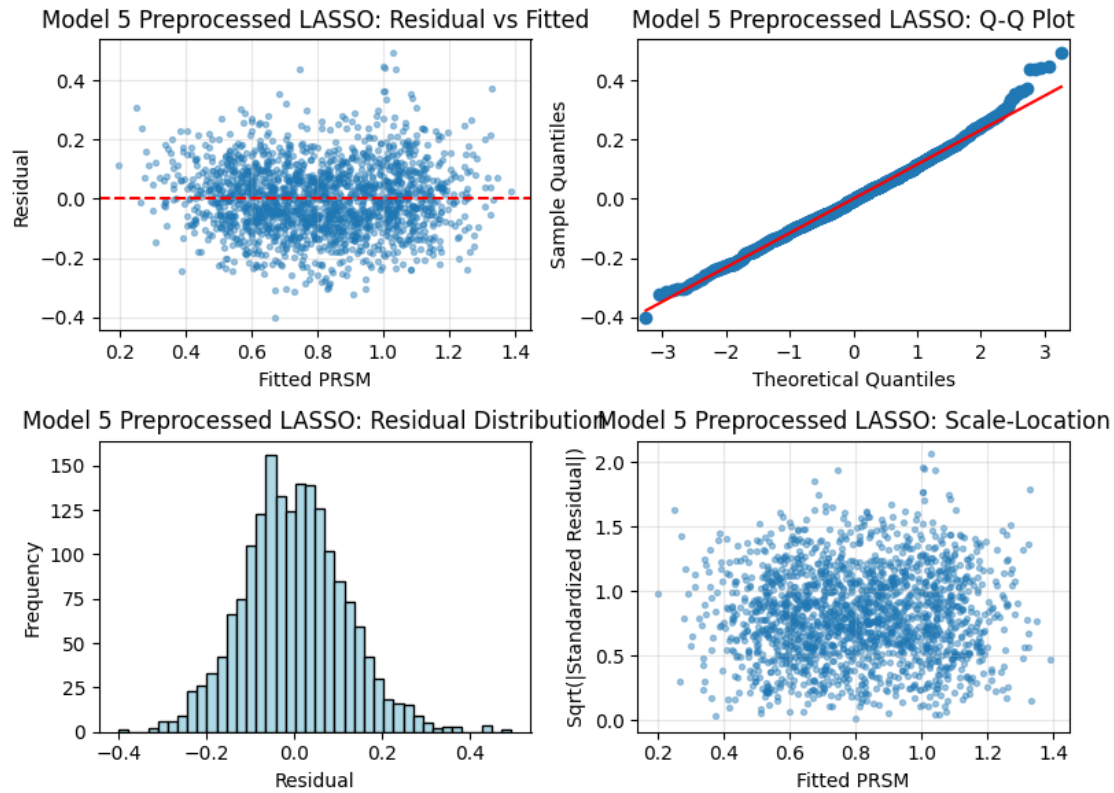 Model 5 Preprocessed LASSO: Residual vs Fitted
0.4
0.2
0.0
−0.2
−0.4
Residual
0.2 0.4 0.6 0.8 1.0 1.2 1.4
Fitted PRSM
Model 5 Preprocessed LASSO: Q-Q Plot
0.4
0.2
0.0
−0.2
−0.4
Sample Quantiles
−3 −2 −1 0 1 2 3
Theoretical Quantiles
Model 5 Preprocessed LASSO: Residual Distribution
150
125
100
75
50
25
0
Frequency
−0.4 −0.2 0.0 0.2 0.4
Residual
Model 5 Preprocessed LASSO: Scale-Location
2.0
1.5
1.0
0.5
0.0
Sqrt(|Standardized Residual|)
0.2 0.4 0.6 0.8 1.0 1.2 1.4
Fitted PRSM